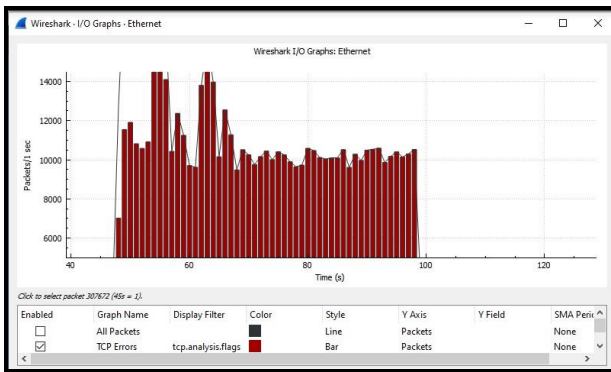 Wireshark · I/O Graphs · Ethernet
Wireshark I/O Graphs: Ethernet
14000
12000
10000
8000
6000
Packets/1 sec
40 60 80 100 120
Time (s)
Click to select packet 307672 (45s = 1).
Enabled Graph Name Display Filter Color Style Y Axis Packets Y Field SMA Peri
All Packets Line Packets None
TCP Errors tcp.analysis.flags Bar Packets None